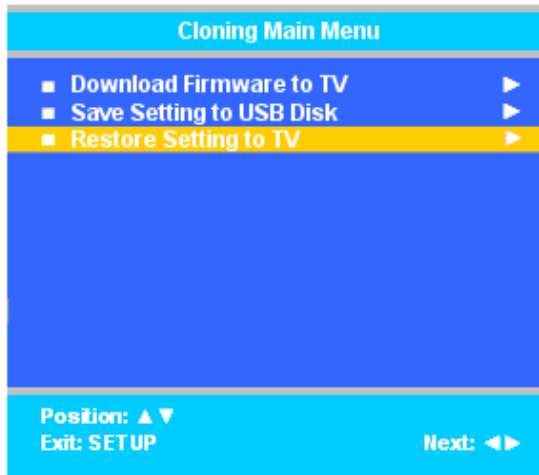 Cloning Main Menu
Download Firmware to TV
Save Setting to USB Disk
Restore Setting to TV
Position: ▲▼
Exit: SETUP
Next: ◀▶